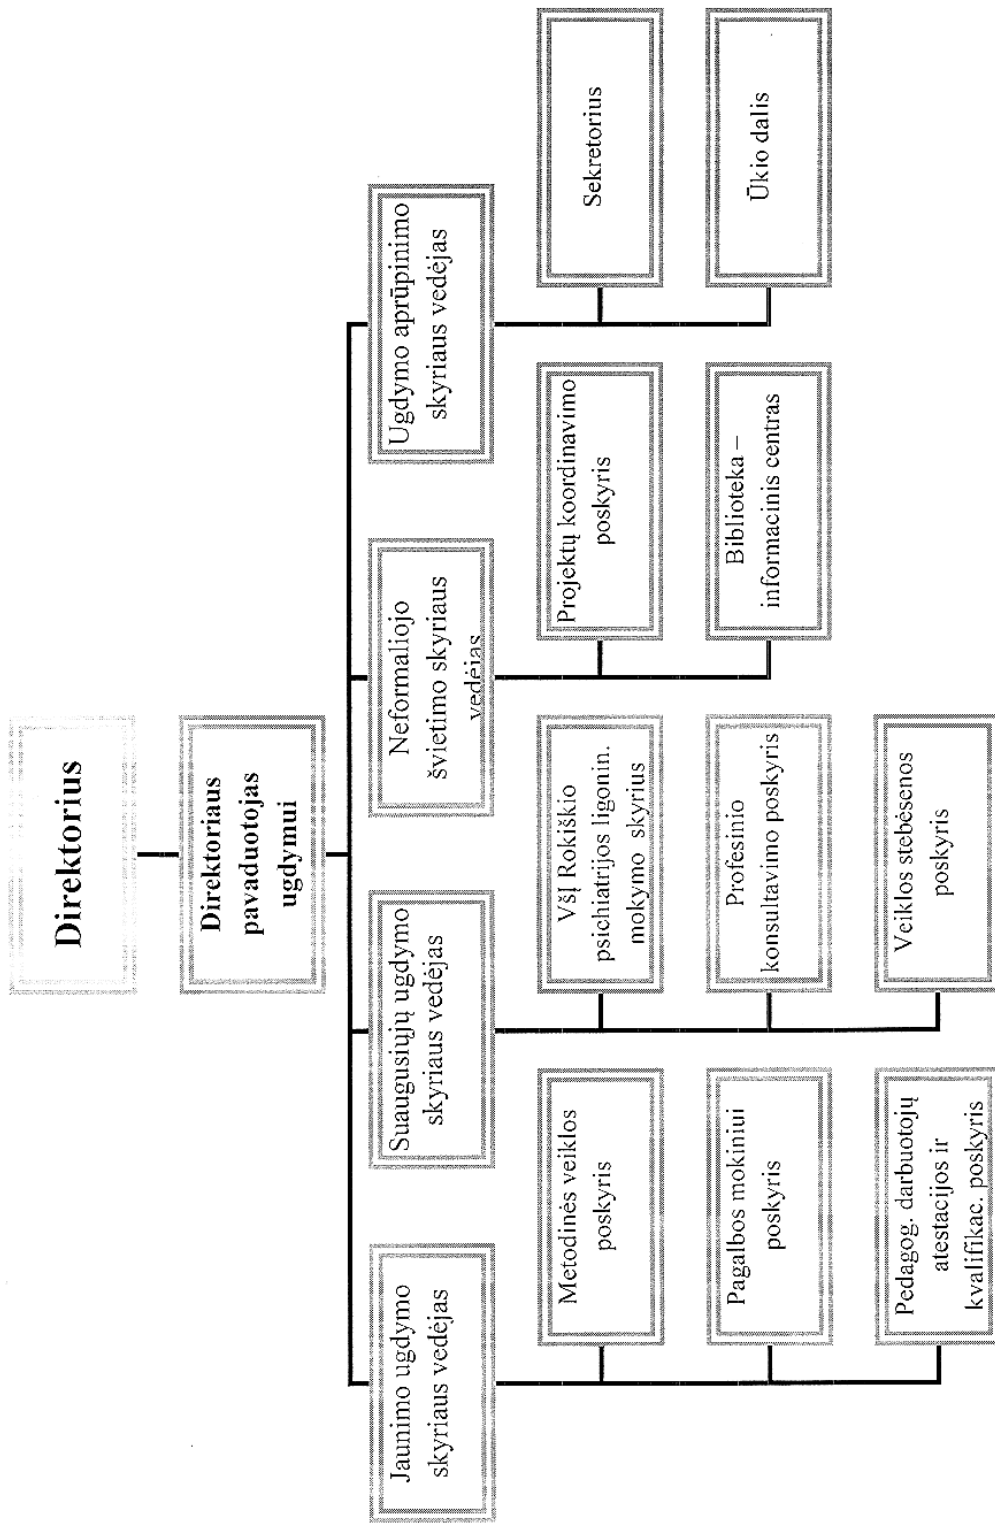 Direktorius
Direktoriaus
pavaduotojas
ugdymui
Jaunimo ugdymo
skyriaus vedėjas
Suaugusiųjų ugdymo
skyriaus vedėjas
Neformaliojo
švietimo skyriaus
vedėjas
Ugdymo aprūpinimo
skyriaus vedėjas
Metodinės veiklos
poskyris
Pagalbos mokiniui
poskyris
Pedagog. darbuotojų
atestacijos ir
kvalifikac. poskyris
VšĮ Rokiškio
psichiatrijos ligonin.
mokymo skyrius
Profesinio
konsultavimo poskyris
Veiklos stebėsenos
poskyris
Projektų koordinavimo
poskyris
Biblioteka –
informacinis centras
Sekretorius
Ūkio dalis